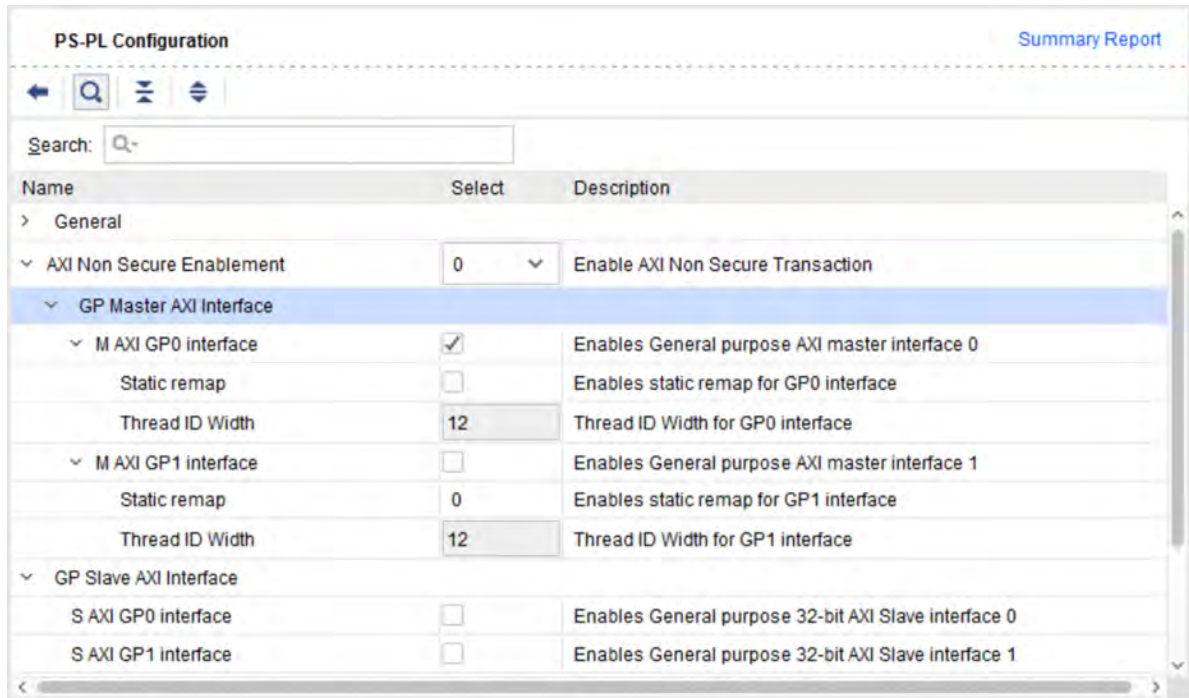 PS-PL Configuration Summary Report
Search:
Name Select Description
General
AXI Non Secure Enablement 0 Enable AXI Non Secure Transaction
GP Master AXI Interface
M AXI GP0 interface Enables General purpose AXI master interface 0
Static remap Enables static remap for GP0 interface
Thread ID Width 12 Thread ID Width for GP0 interface
M AXI GP1 interface Enables General purpose AXI master interface 1
Static remap 0 Enables static remap for GP1 interface
Thread ID Width 12 Thread ID Width for GP1 interface
GP Slave AXI Interface
S AXI GP0 interface Enables General purpose 32-bit AXI Slave interface 0
S AXI GP1 interface Enables General purpose 32-bit AXI Slave interface 1